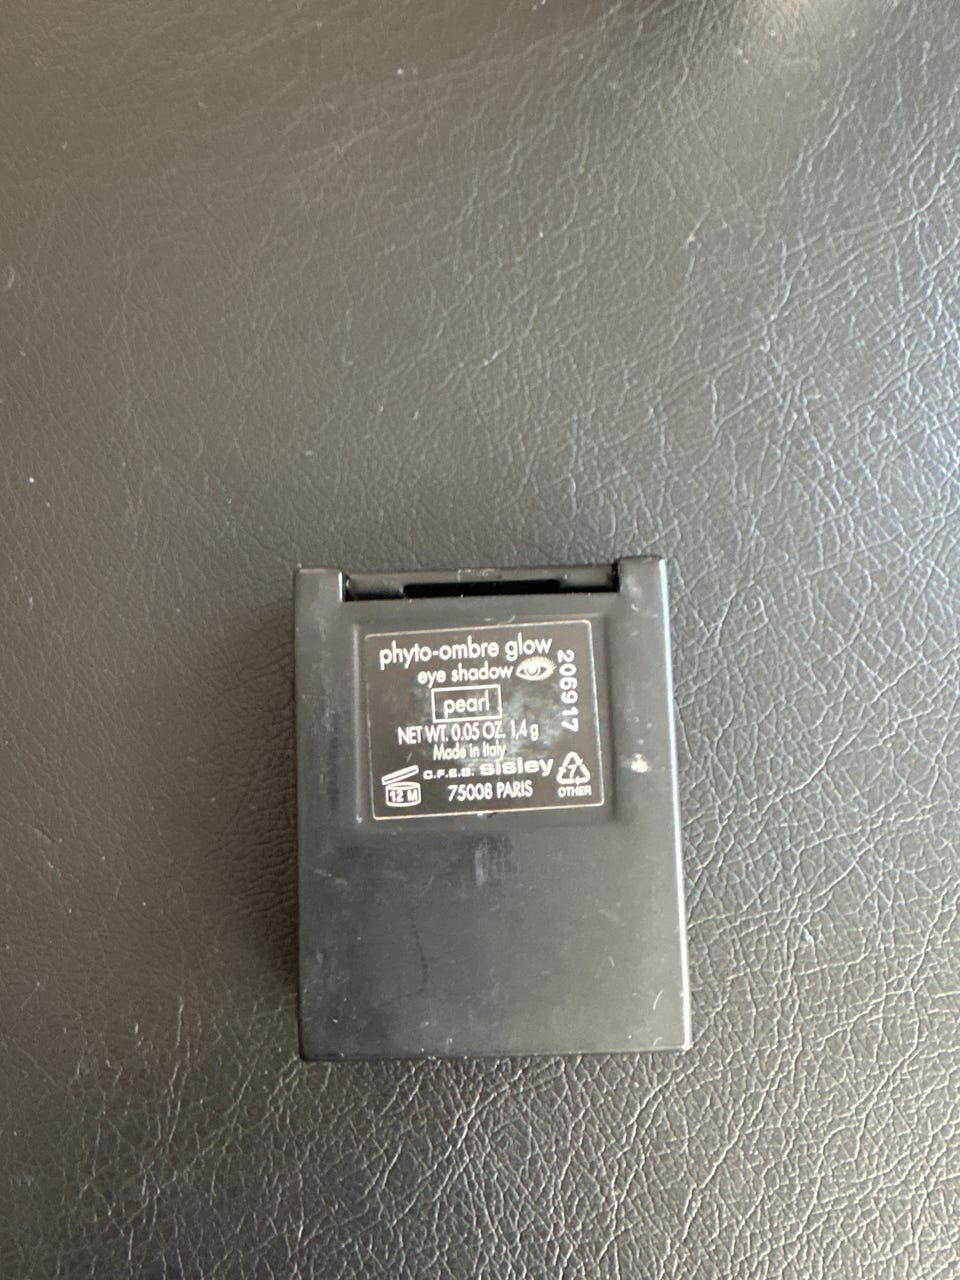 phyto-ombre glow
eye shadow
pearl
NET WT. 0.05 OZ. 1,4 g
Made in Italy
C.F.E.B. sisley
75008 PARIS
12 M
7
OTHER
206917